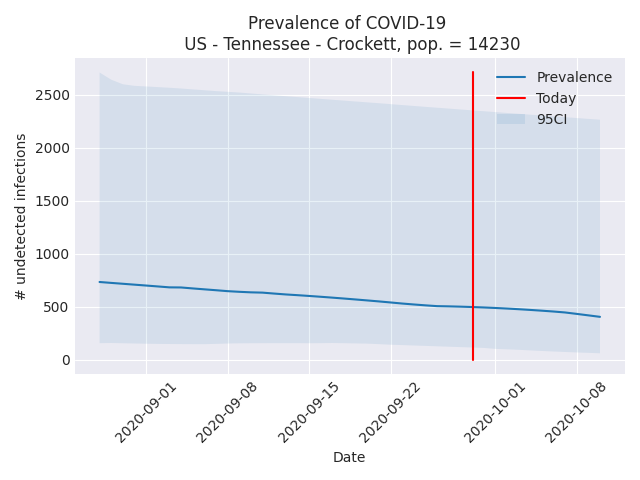 Prevalence of COVID-19
US - Tennessee - Crockett, pop. = 14230
Prevalence
Today
95CI
# undetected infections
2500
2000
1500
1000
500
0
2020-09-01
2020-09-08
2020-09-15
2020-09-22
2020-10-01
2020-10-08
Date